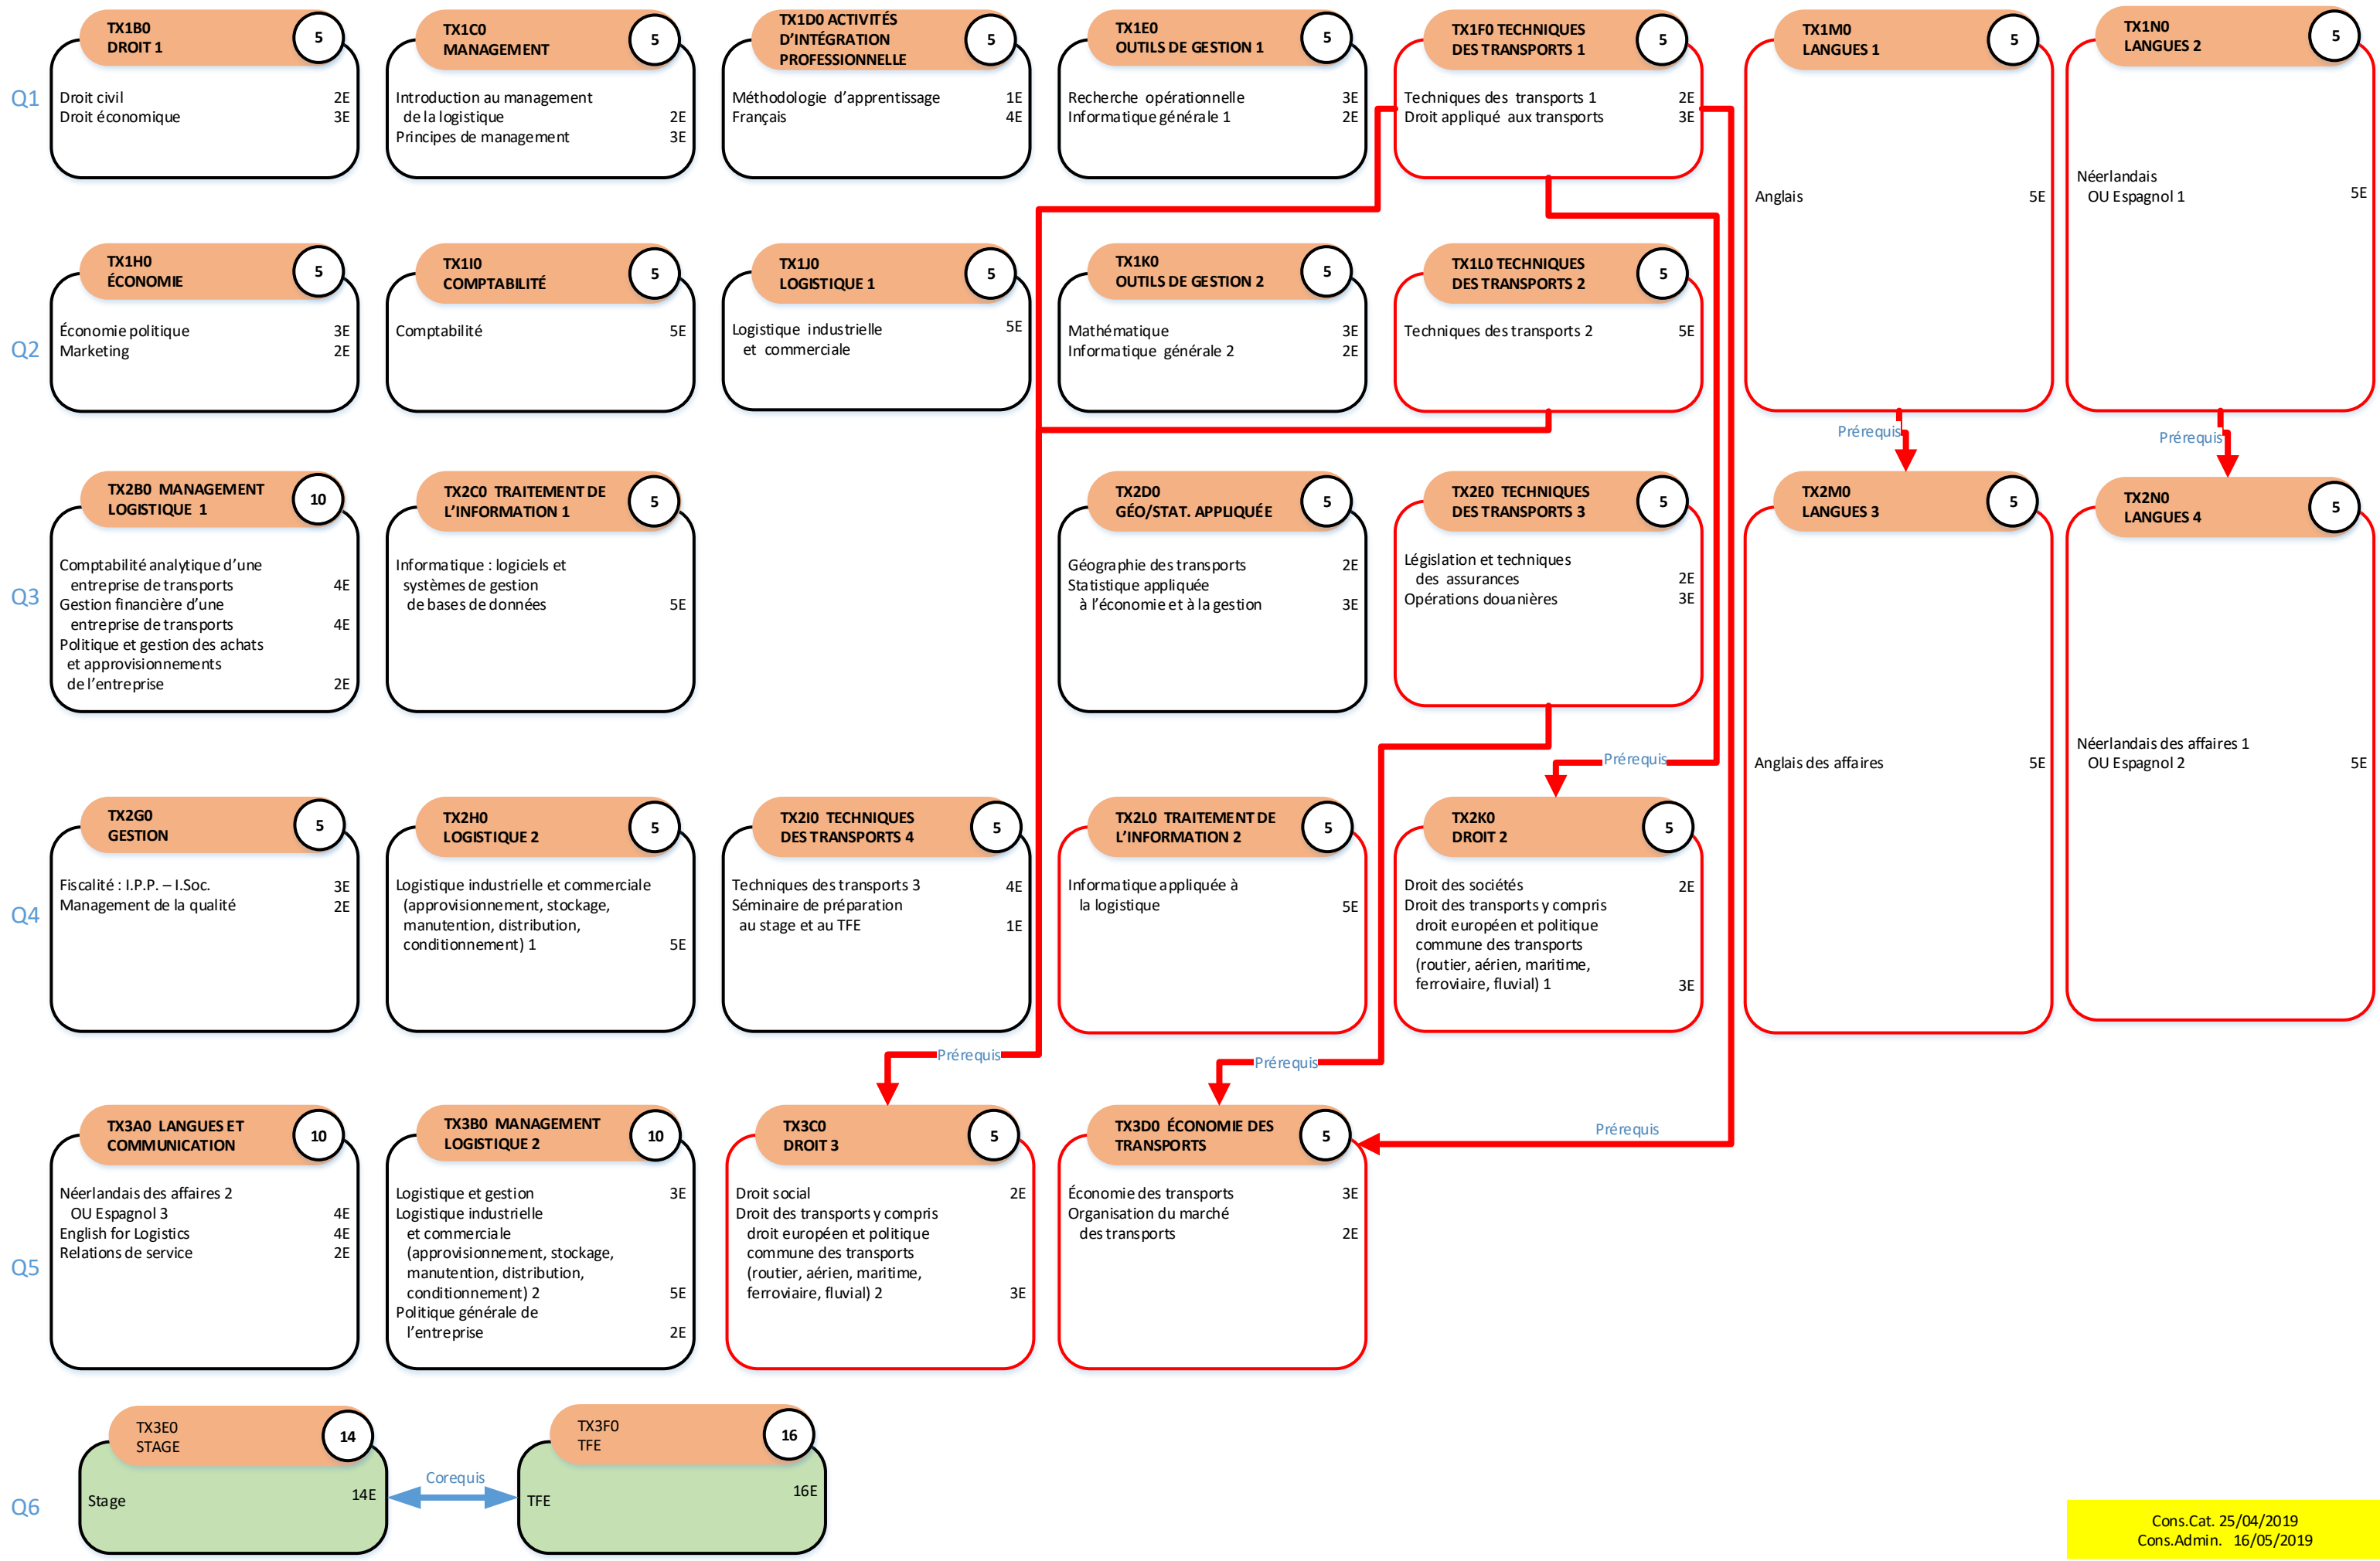 Q1
TX1B0
DROIT 1
5
Droit civil 2E
Droit économique 3E
TX1C0
MANAGEMENT
5
Introduction au management
de la logistique 2E
Principes de management 3E
TX1D0 ACTIVITÉS
D'INTÉGRATION
PROFESSIONNELLE
5
Méthodologie d'apprentissage 1E
Français 4E
TX1E0
OUTILS DE GESTION 1
5
Recherche opérationnelle 3E
Informatique générale 1 2E
TX1F0 TECHNIQUES
DES TRANSPORTS 1
5
Techniques des transports 1 2E
Droit appliqué aux transports 3E
TX1M0
LANGUES 1
5
Anglais 5E
TX1N0
LANGUES 2
5
Néerlandais
OU Espagnol 1 5E
Q2
TX1H0
ÉCONOMIE
5
Économie politique 3E
Marketing 2E
TX1I0
COMPTABILITÉ
5
Comptabilité 5E
TX1J0
LOGISTIQUE 1
5
Logistique industrielle 5E
et commerciale
TX1K0
OUTILS DE GESTION 2
5
Mathématique 3E
Informatique générale 2 2E
TX1L0 TECHNIQUES
DES TRANSPORTS 2
5
Techniques des transports 2 5E
Prérequis
Prérequis
Q3
TX2B0 MANAGEMENT
LOGISTIQUE 1
10
Comptabilité analytique d'une
entreprise de transports 4E
Gestion financière d'une
entreprise de transports 4E
Politique et gestion des achats
et approvisionnements
de l'entreprise 2E
TX2C0 TRAITEMENT DE
L'INFORMATION 1
5
Informatique : logiciels et
systèmes de gestion
de bases de données 5E
TX2D0
GÉO/STAT. APPLIQUÉE
5
Géographie des transports 2E
Statistique appliquée
à l'économie et à la gestion 3E
TX2E0 TECHNIQUES
DES TRANSPORTS 3
5
Législation et techniques
des assurances 2E
Opérations douanières 3E
TX2M0
LANGUES 3
5
Anglais des affaires 5E
TX2N0
LANGUES 4
5
Néerlandais des affaires 1
OU Espagnol 2 5E
Prérequis
Q4
TX2G0
GESTION
5
Fiscalité : I.P.P. – I.Soc. 3E
Management de la qualité 2E
TX2H0
LOGISTIQUE 2
5
Logistique industrielle et commerciale
(approvisionnement, stockage,
manutention, distribution,
conditionnement) 1 5E
TX2I0 TECHNIQUES
DES TRANSPORTS 4
5
Techniques des transports 3 4E
Séminaire de préparation
au stage et au TFE 1E
TX2L0 TRAITEMENT DE
L'INFORMATION 2
5
Informatique appliquée à
la logistique 5E
TX2K0
DROIT 2
5
Droit des sociétés 2E
Droit des transports y compris
droit européen et politique
commune des transports
(routier, aérien, maritime,
ferroviaire, fluvial) 1 3E
Prérequis
Prérequis
Prérequis
Q5
TX3A0 LANGUES ET
COMMUNICATION
10
Néerlandais des affaires 2
OU Espagnol 3 4E
English for Logistics 4E
Relations de service 2E
TX3B0 MANAGEMENT
LOGISTIQUE 2
10
Logistique et gestion 3E
Logistique industrielle
et commerciale
(approvisionnement, stockage,
manutention, distribution,
conditionnement) 2 5E
Politique générale de
l'entreprise 2E
TX3C0
DROIT 3
5
Droit social 2E
Droit des transports y compris
droit européen et politique
commune des transports
(routier, aérien, maritime,
ferroviaire, fluvial) 2 3E
TX3D0 ÉCONOMIE DES
TRANSPORTS
5
Économie des transports 3E
Organisation du marché
des transports 2E
Q6
TX3E0
STAGE
14
Stage 14E
Corequis
TX3F0
TFE
16
TFE 16E
Cons.Cat. 25/04/2019
Cons.Admin. 16/05/2019